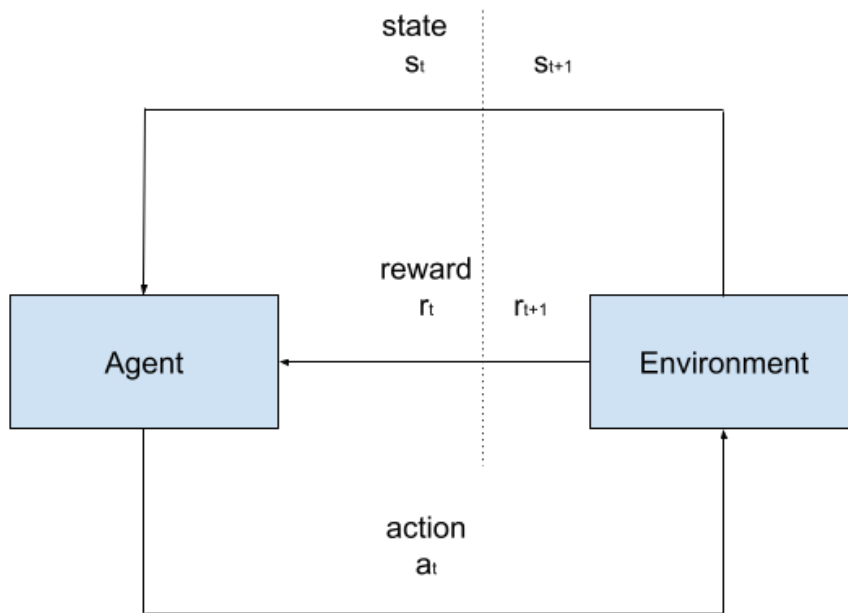 state
st
st+1
reward
rt
rt+1
Agent
Environment
action
at